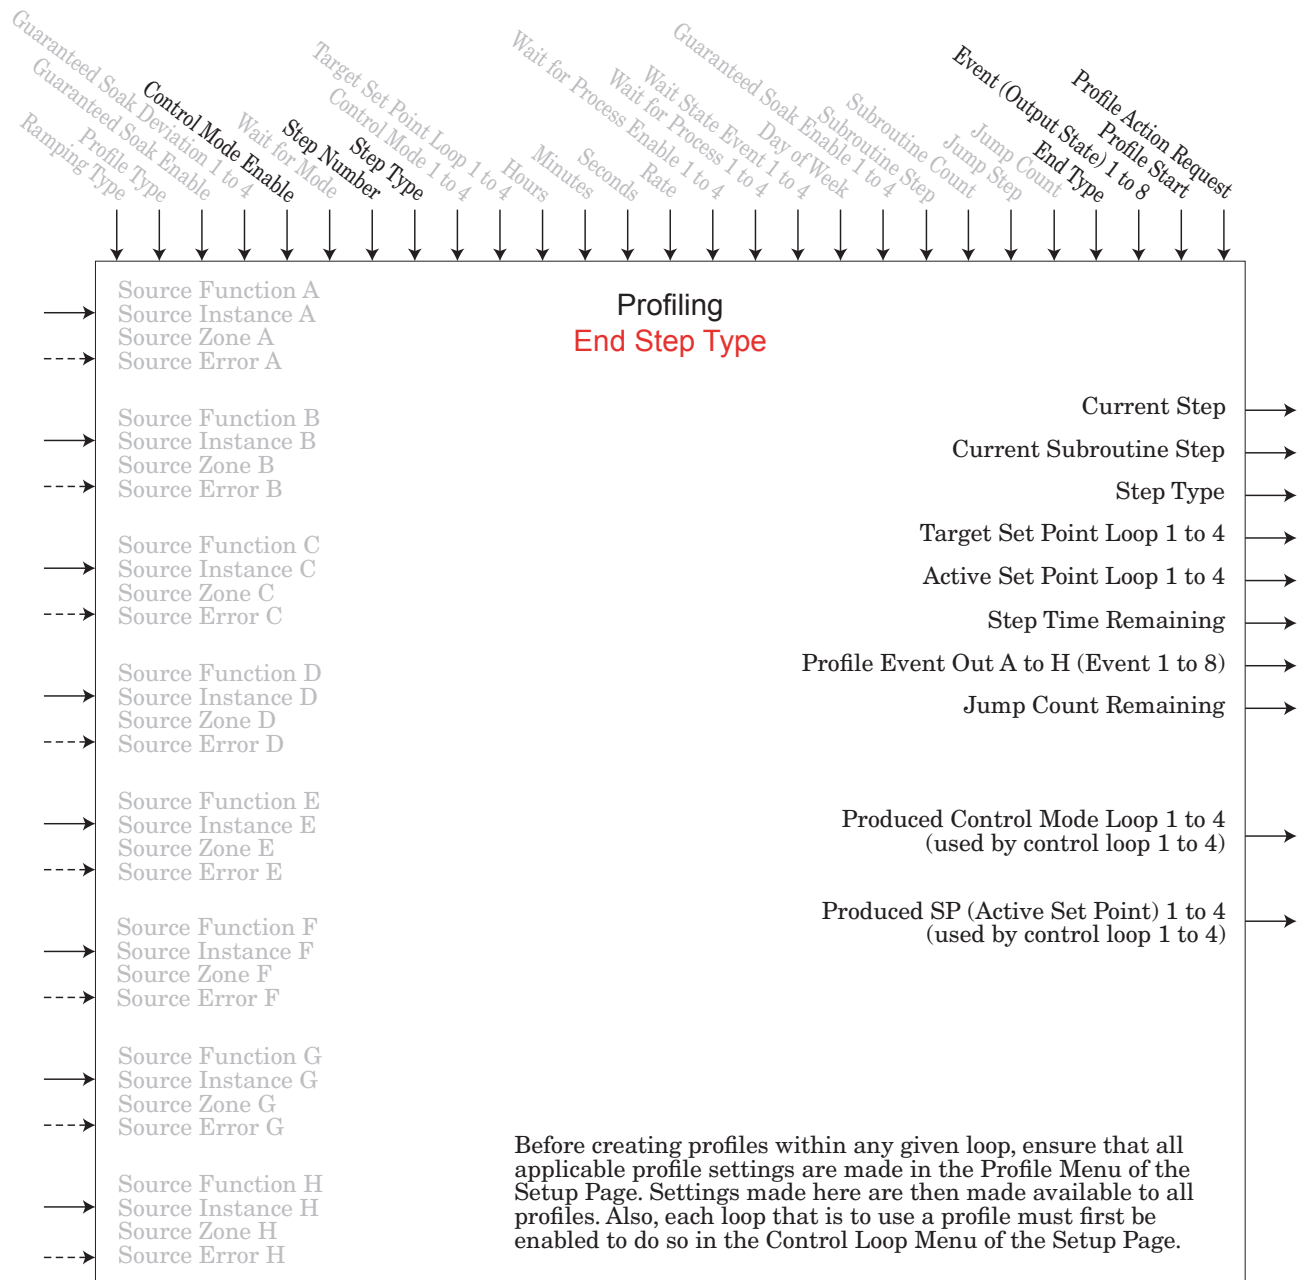 Ramping Type
Profile Type
Guaranteed Soak Enable
Guaranteed Soak Deviation 1 to 4
Control Mode Enable
Wait for Mode
Step Number
Step Type
Control Mode 1 to 4
Target Set Point Loop 1 to 4
Hours
Minutes
Seconds
Rate
Wait for Process Enable 1 to 4
Wait for Process 1 to 4
Wait State Event 1 to 4
Day of Week
Guaranteed Soak Enable 1 to 4
Subroutine Step
Subroutine Count
Jump Step
Jump Count
End Type
Event (Output State) 1 to 8
Profile Start
Profile Action Request
Profiling
End Step Type
Source Function A
Source Instance A
Source Zone A
Source Error A
Source Function B
Source Instance B
Source Zone B
Source Error B
Source Function C
Source Instance C
Source Zone C
Source Error C
Source Function D
Source Instance D
Source Zone D
Source Error D
Source Function E
Source Instance E
Source Zone E
Source Error E
Source Function F
Source Instance F
Source Zone F
Source Error F
Source Function G
Source Instance G
Source Zone G
Source Error G
Source Function H
Source Instance H
Source Zone H
Source Error H
Current Step
Current Subroutine Step
Step Type
Target Set Point Loop 1 to 4
Active Set Point Loop 1 to 4
Step Time Remaining
Profile Event Out A to H (Event 1 to 8)
Jump Count Remaining
Produced Control Mode Loop 1 to 4
(used by control loop 1 to 4)
Produced SP (Active Set Point) 1 to 4
(used by control loop 1 to 4)
Before creating profiles within any given loop, ensure that all
applicable profile settings are made in the Profile Menu of the
Setup Page. Settings made here are then made available to all
profiles. Also, each loop that is to use a profile must first be
enabled to do so in the Control Loop Menu of the Setup Page.